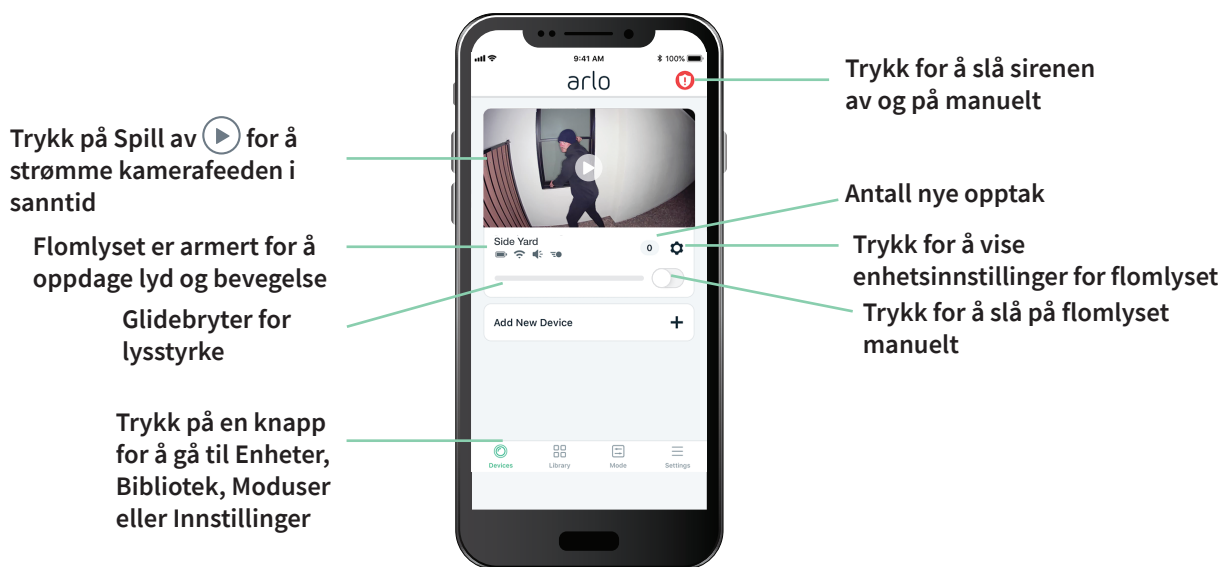 Trykk på Spill av for å
strømme kamerafeeden i
sanntid
Flomlyset er armert for å
oppdage lyd og bevegelse
Glidebryter for
lysstyrke
Trykk på en knapp
for å gå til Enheter,
Bibliotek, Moduser
eller Innstillinger
9:41 AM
100%
arlo
Side Yard
0
Add New Device
Devices
Library
Mode
Settings
Trykk for å slå sirenen
av og på manuelt
Antall nye opptak
Trykk for å vise
enhetsinnstillinger for flomlyset
Trykk for å slå på flomlyset
manuelt